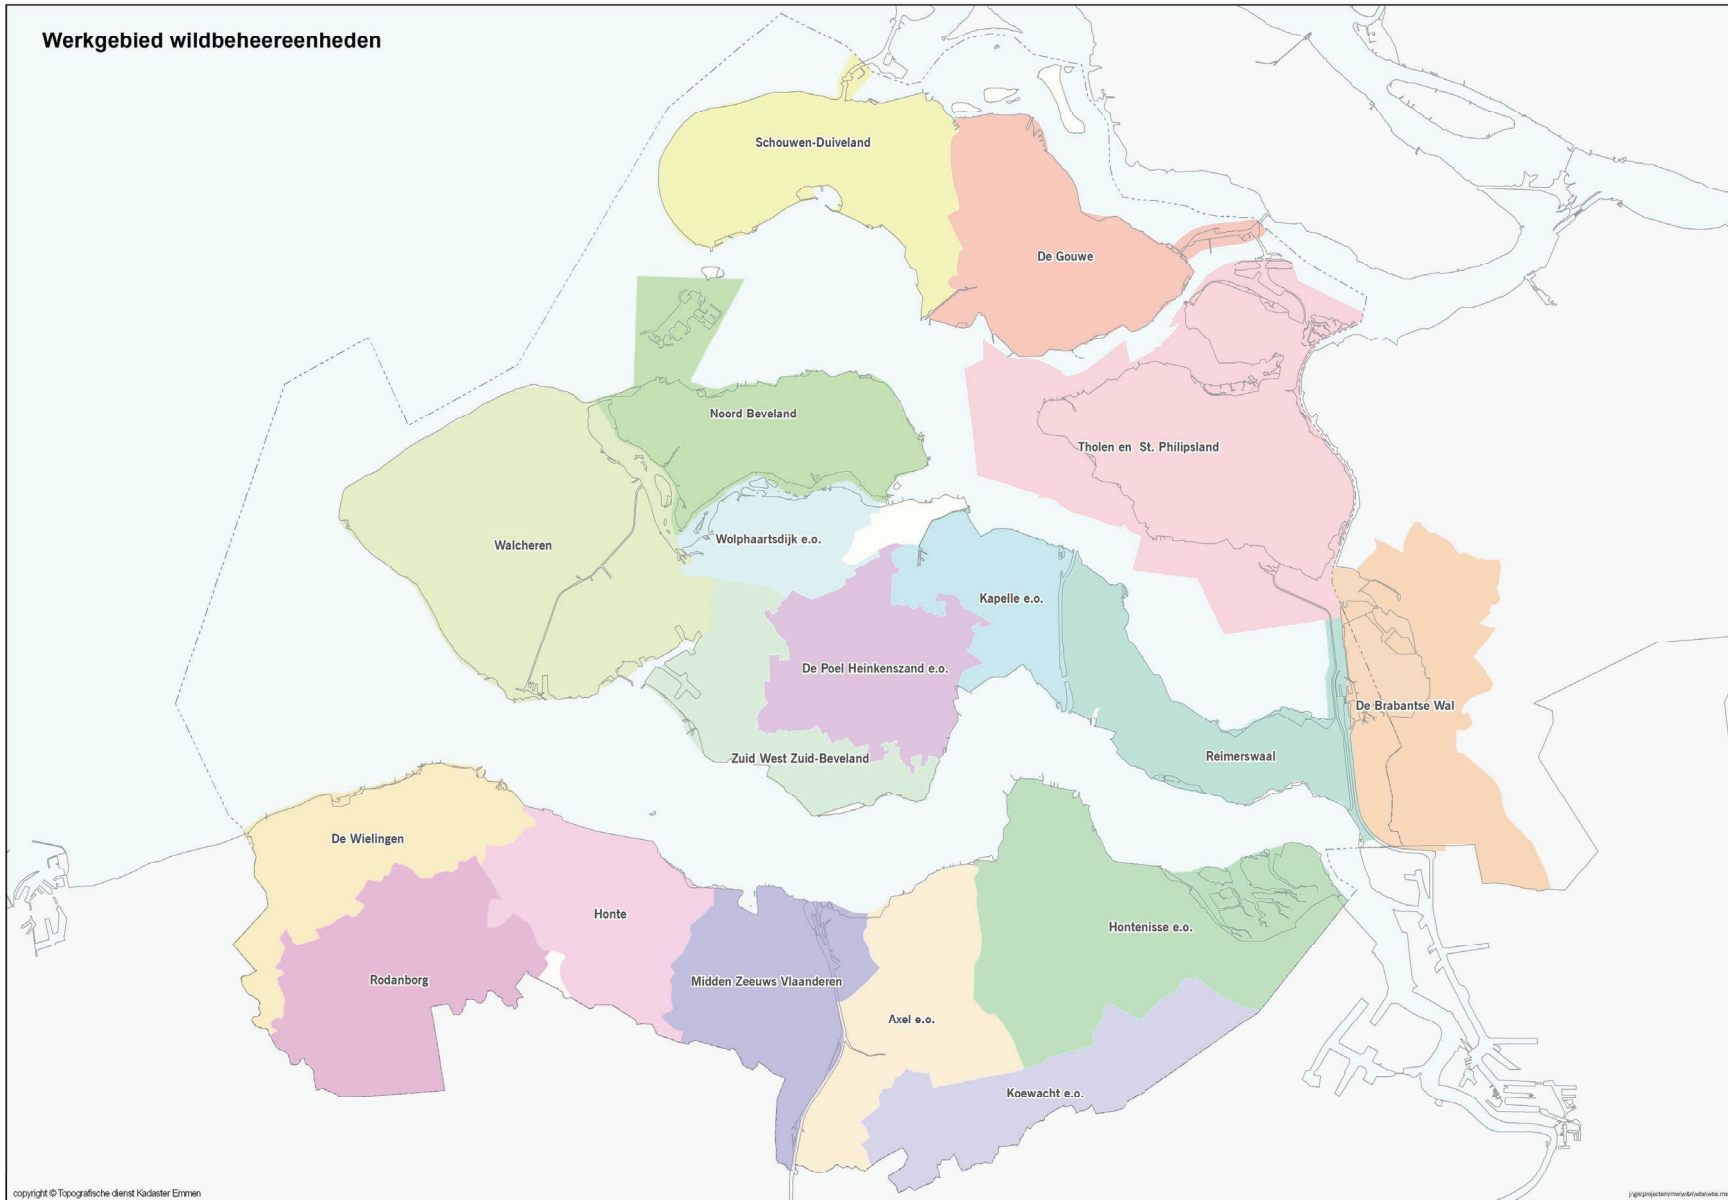 Werkgebied wildbeheereenheden
Schouwen-Duiveland
De Gouwe
Noord Beveland
Tholen en St. Philipsland
Walcheren
Wolphaartsdijk e.o.
Kapelle e.o.
De Poel Heinkenszand e.o.
De Brabantse Wal
Zuid West Zuid-Beveland
Reimerswaal
De Wielingen
Honte
Hontenisse e.o.
Rodanborg
Midden Zeeuws Vlaanderen
Axel e.o.
Koewacht e.o.
copyright © Topografische dienst Kadaster Emmen